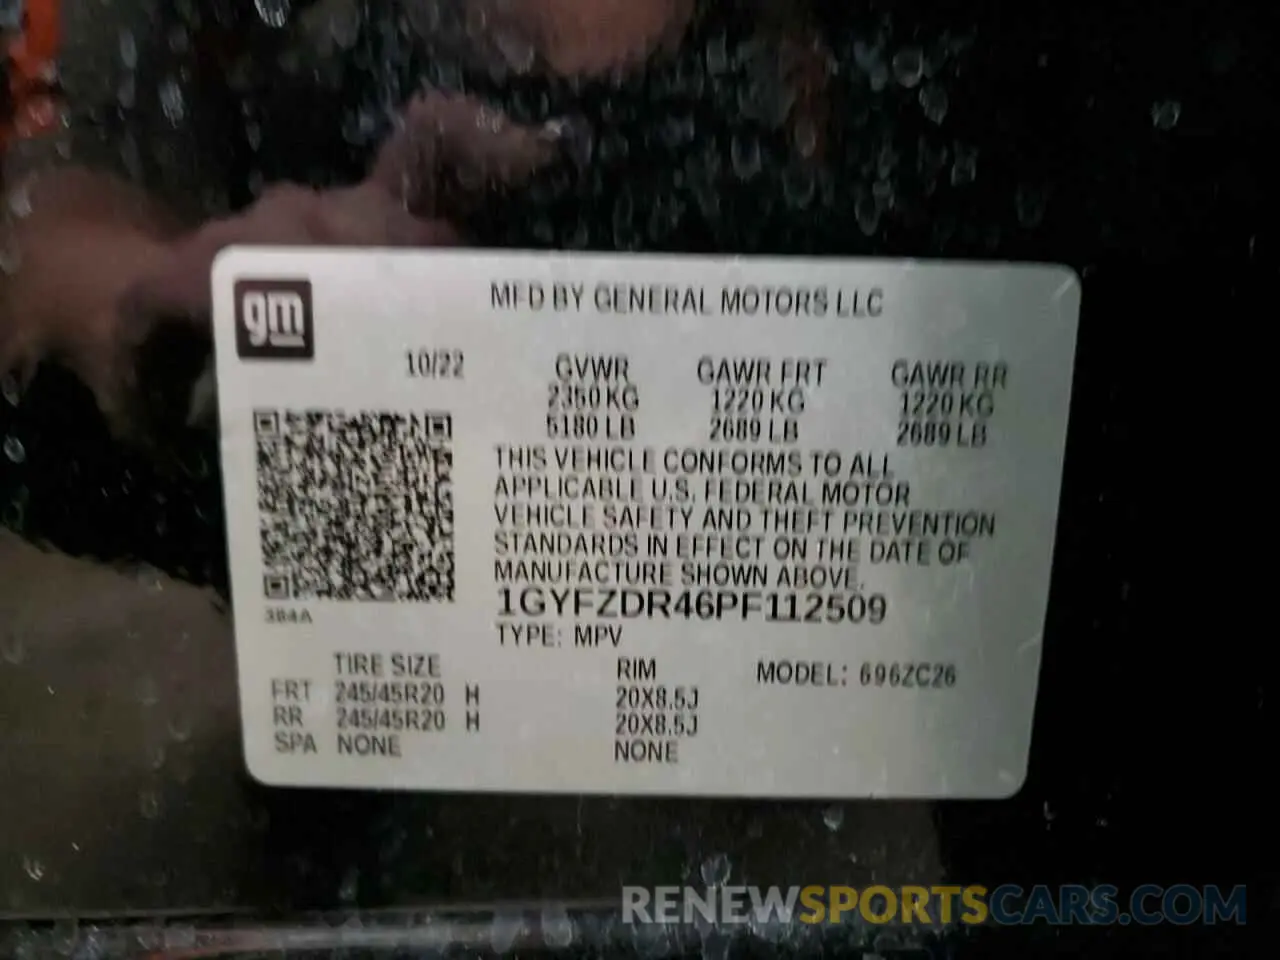 gm
MFD BY GENERAL MOTORS LLC
10/22 GVWR GAWR FRT GAWR RR
2350 KG 1220 KG 1220 KG
5180 LB 2689 LB 2689 LB
THIS VEHICLE CONFORMS TO ALL
APPLICABLE U.S. FEDERAL MOTOR
VEHICLE SAFETY AND THEFT PREVENTION
STANDARDS IN EFFECT ON THE DATE OF
MANUFACTURE SHOWN ABOVE.
1GYFZDR46PF112509
384A
TYPE: MPV
TIRE SIZE RIM MODEL: 696ZC26
FRT 245/45R20 H 20X8.5J
RR 245/45R20 H 20X8.5J
SPA NONE NONE
RENEWSPORTSCARS.COM